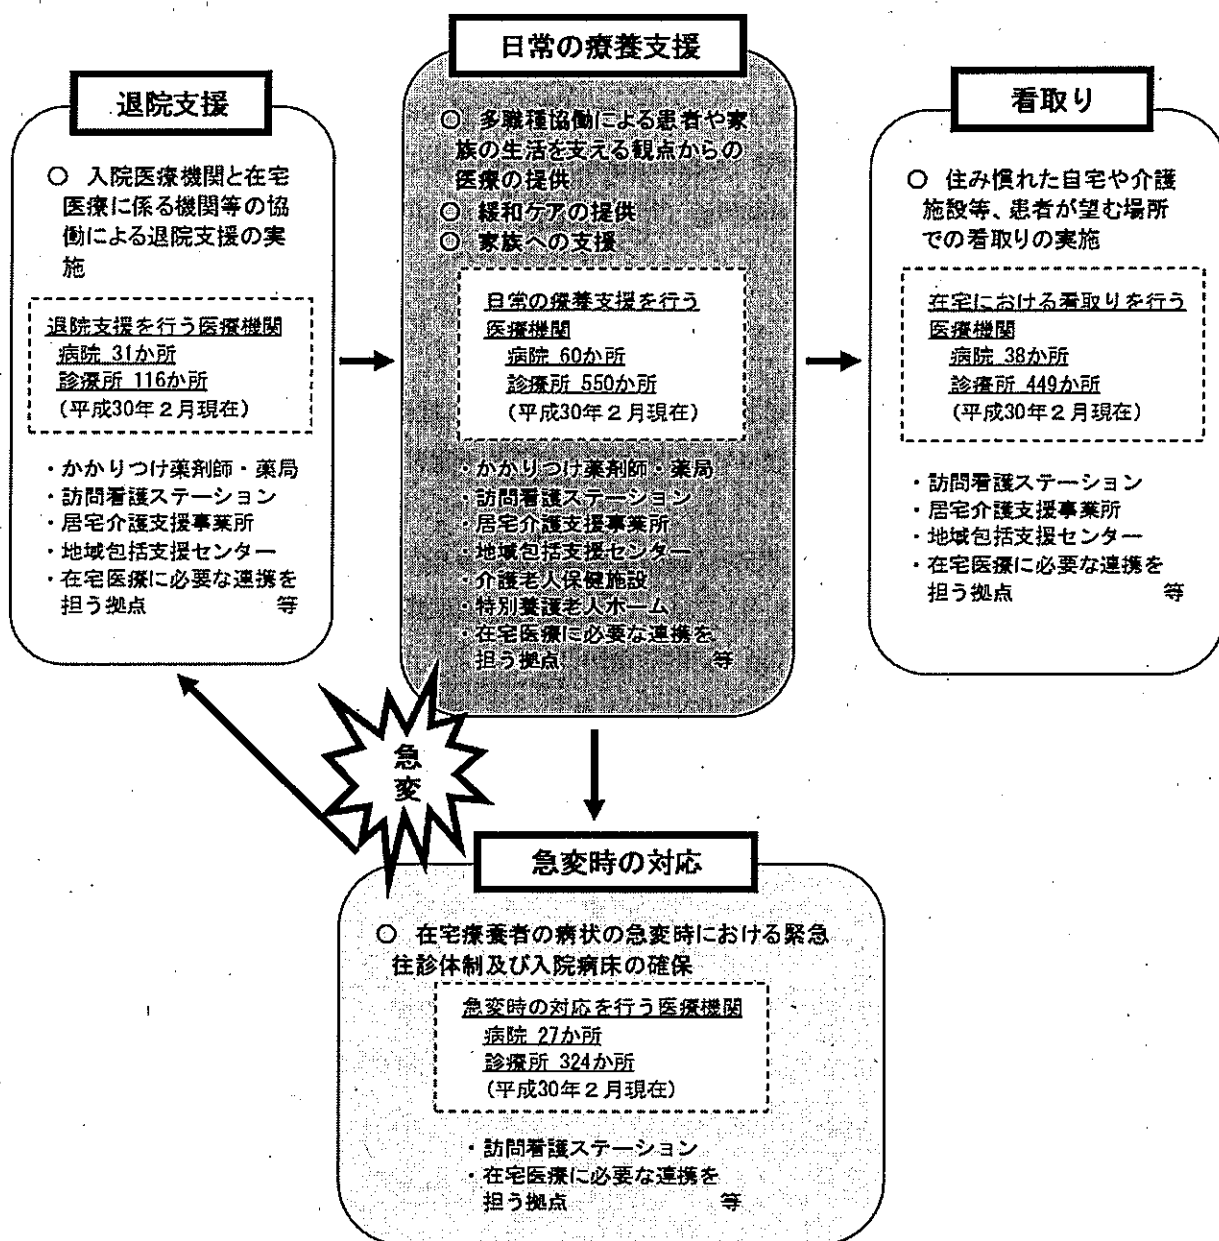 退院支援
○ 入院医療機関と在宅
医療に係る機関等の協
働による退院支援の実
施
退院支援を行う医療機関
病院 31か所
診療所 116か所
(平成30年２月現在)
・かかりつけ薬剤師・薬局
・訪問看護ステーション
・居宅介護支援事業所
・地域包括支援センター
・在宅医療に必要な連携を
担う拠点 等
日常の療養支援
○ 多職種協働による患者や家
族の生活を支える観点からの
医療の提供
○ 緩和ケアの提供
○ 家族への支援
日常の療養支援を行う
医療機関
病院 60か所
診療所 550か所
(平成30年２月現在)
・かかりつけ薬剤師・薬局
・訪問看護ステーション
・居宅介護支援事業所
・地域包括支援センター
・介護老人保健施設
・特別養護老人ホーム
・在宅医療に必要な連携を
担う拠点 等
看取り
○ 住み慣れた自宅や介護
施設等、患者が望む場所
での看取りの実施
在宅における看取りを行う
医療機関
病院 38か所
診療所 449か所
(平成30年２月現在)
・訪問看護ステーション
・居宅介護支援事業所
・地域包括支援センター
・在宅医療に必要な連携を
担う拠点 等
急
変
急変時の対応
○ 在宅療養者の病状の急変時における緊急
往診体制及び入院病床の確保
急変時の対応を行う医療機関
病院 27か所
診療所 324か所
(平成30年２月現在)
・訪問看護ステーション
・在宅医療に必要な連携を
担う拠点 等